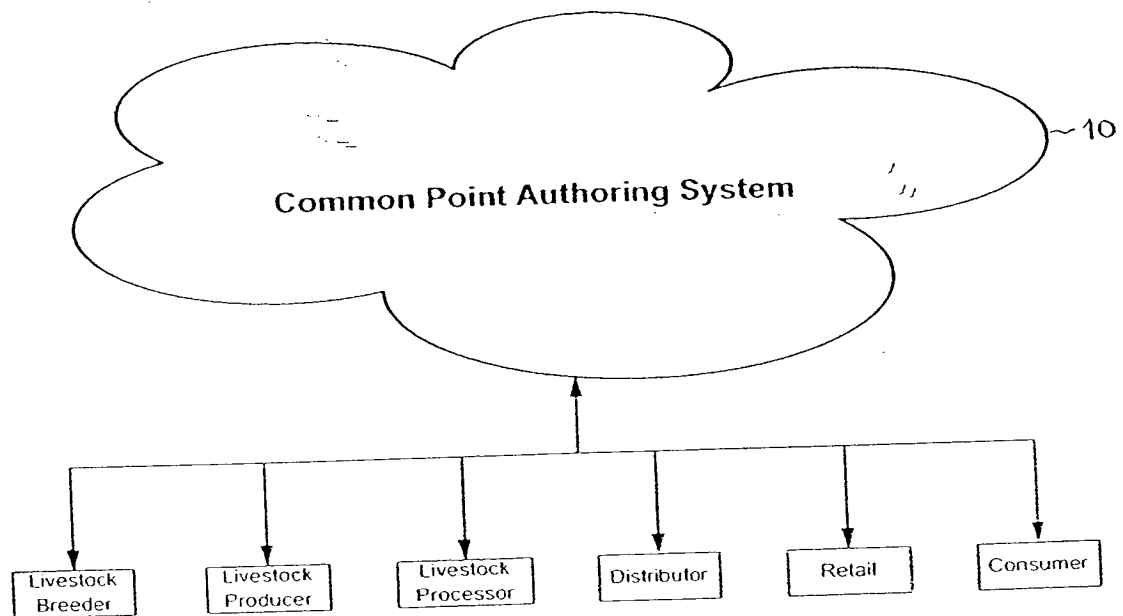 10
Common Point Authoring System
Livestock
Breeder
Livestock
Producer
Livestock
Processor
Distributor
Retail
Consumer